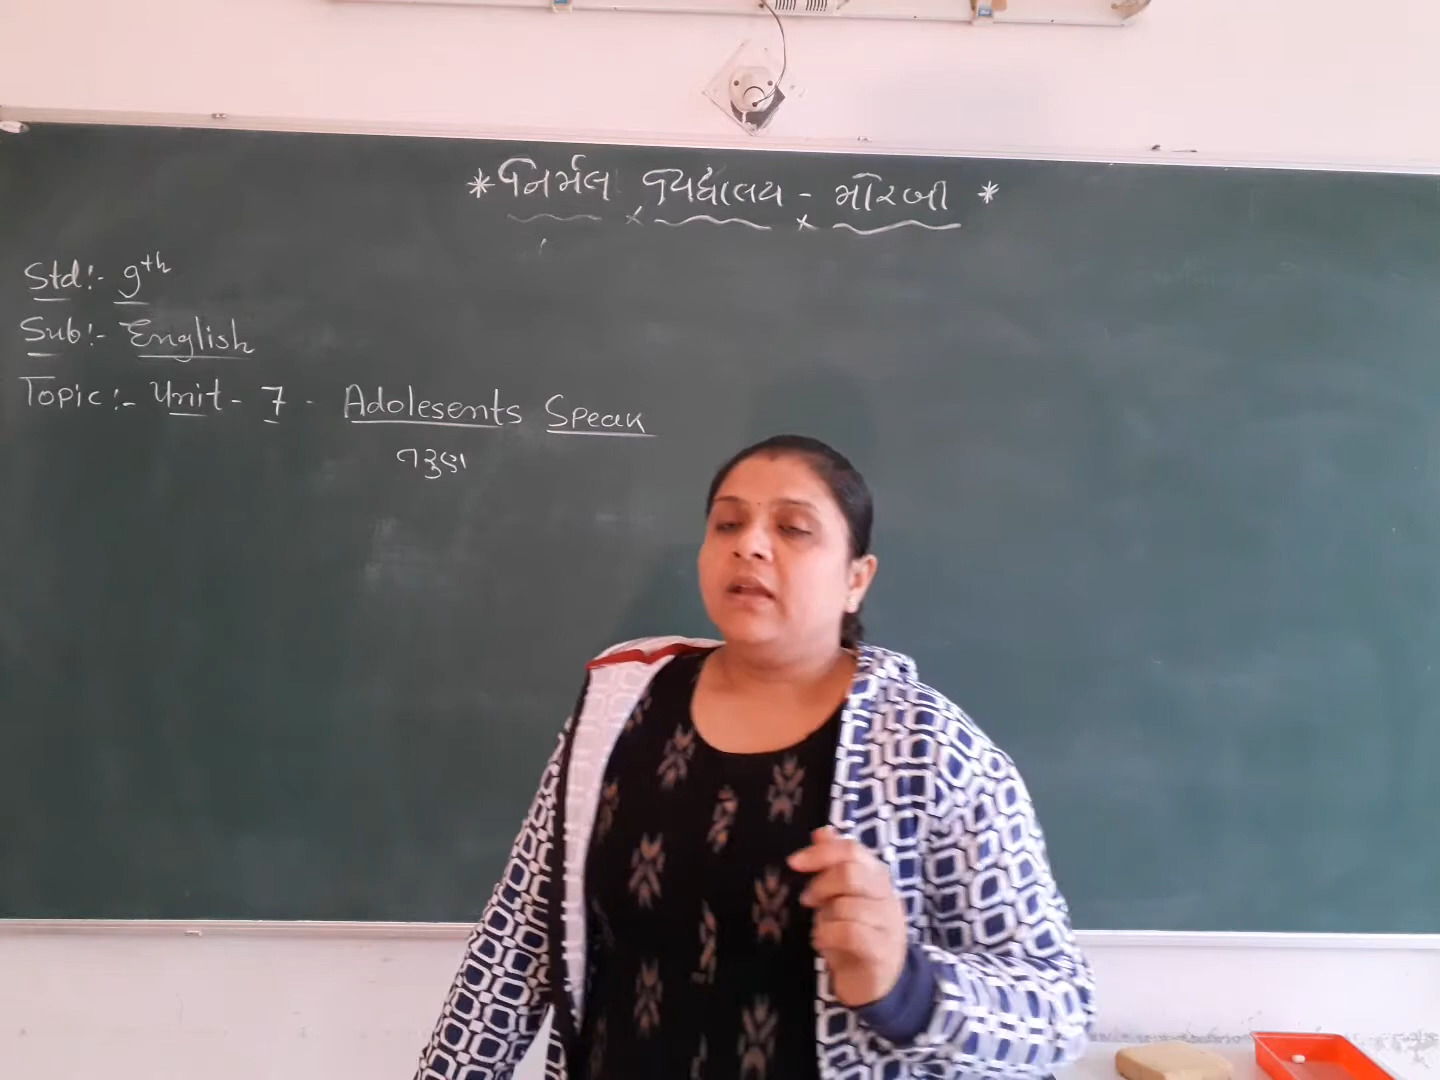 * નિર્મલ વિદ્યાલય - મોરબી *
Std:- 9th
Sub:- English
Topic:- Unit - 7 - Adolesents Speak
તરુણ